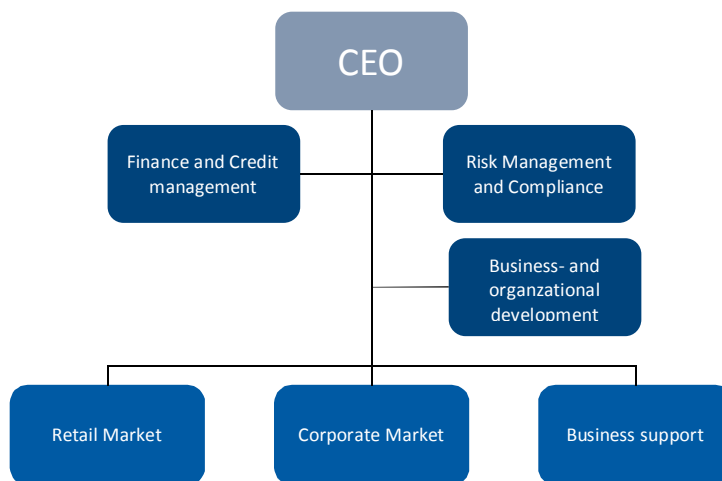 CEO
Finance and Credit
management
Risk Management
and Compliance
Business- and
organzational
development
Retail Market
Corporate Market
Business support